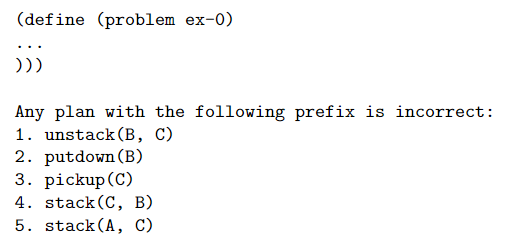 (define (problem ex-0)
...
)))
Any plan with the following prefix is incorrect:
1. unstack(B, C)
2. putdown(B)
3. pickup(C)
4. stack(C, B)
5. stack(A, C)